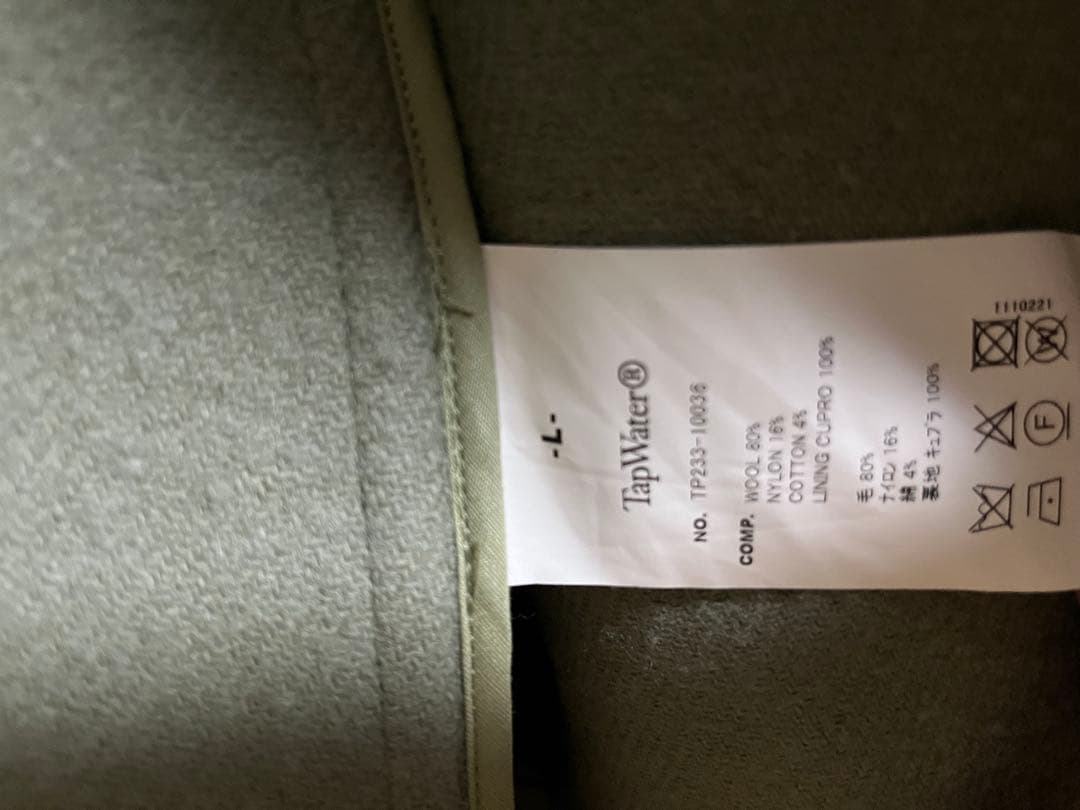 -L-
TapWater®
NO. TP233-10036
COMP. WOOL 80%
NYLON 16%
COTTON 4%
LINING CUPRO 100%
毛 80%
ナイロン 16%
綿 4%
裏地 キュプラ 100%
F
W
1110221